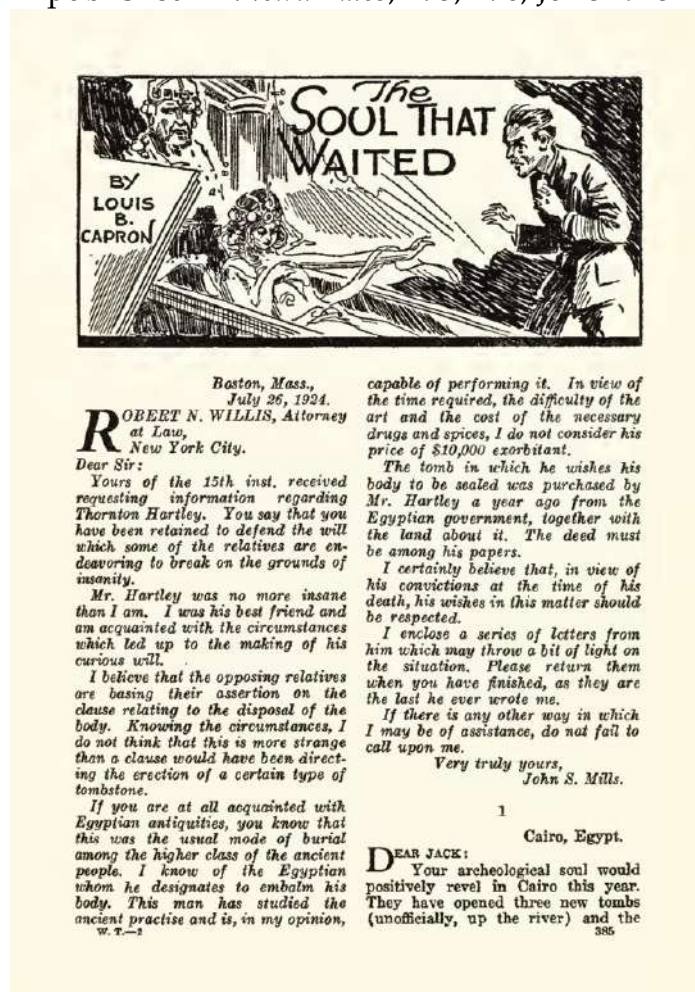 The
SOUL THAT
WAITED
BY
LOUIS
B.
CAPRON
Boston, Mass.,
July 26, 1924.
ROBERT N. WILLIS, Attorney
at Law,
New York City.
Dear Sir:
Yours of the 15th inst. received
requesting information regarding
Thornton Hartley. You say that you
have been retained to defend the will
which some of the relatives are en-
deavoring to break on the grounds of
insanity.
Mr. Hartley was no more insane
than I am. I was his best friend and
am acquainted with the circumstances
which led up to the making of his
curious will.
I believe that the opposing relatives
are basing their assertion on the
clause relating to the disposal of the
body. Knowing the circumstances, I
do not think that this is more strange
than a clause would have been direct-
ing the erection of a certain type of
tombstone.
If you are at all acquainted with
Egyptian antiquities, you know that
this was the usual mode of burial
among the higher class of the ancient
people. I know of the Egyptian
whom he designates to embalm his
body. This man has studied the
ancient practise and is, in my opinion,
W. T.—2
capable of performing it. In view of
the time required, the difficulty of the
art and the cost of the necessary
drugs and spices, I do not consider his
price of $10,000 exorbitant.
The tomb in which he wishes his
body to be sealed was purchased by
Mr. Hartley a year ago from the
Egyptian government, together with
the land about it. The deed must
be among his papers.
I certainly believe that, in view of
his convictions at the time of his
death, his wishes in this matter should
be respected.
I enclose a series of letters from
him which may throw a bit of light on
the situation. Please return them
when you have finished, as they are
the last he ever wrote me.
If there is any other way in which
I may be of assistance, do not fail to
call upon me.
Very truly yours,
John S. Mills.
1
Cairo, Egypt.
DEAR JACK:
Your archeological soul would
positively revel in Cairo this year.
They have opened three new tombs
(unofficially, up the river) and the
385